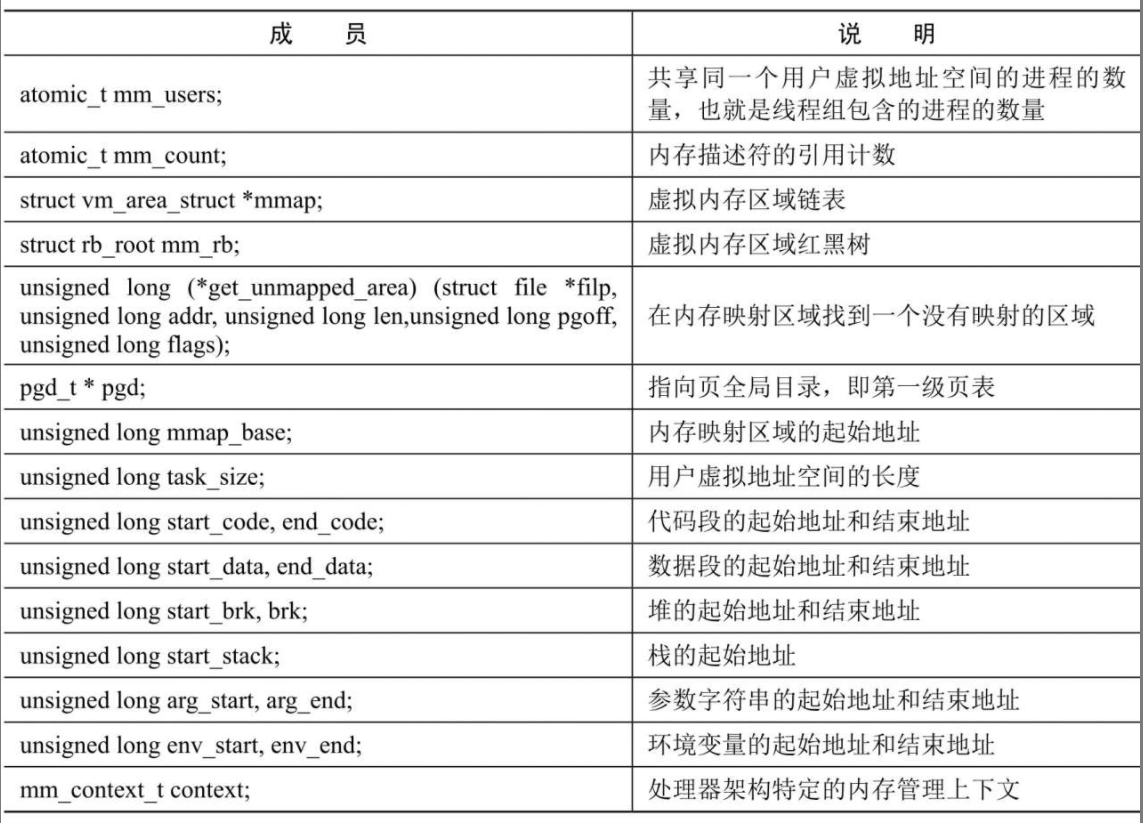 成 员 说 明
atomic_t mm_users; 共享同一个用户虚拟地址空间的进程的数
量，也就是线程组包含的进程的数量
atomic_t mm_count; 内存描述符的引用计数
struct vm_area_struct *mmap; 虚拟内存区域链表
struct rb_root mm_rb; 虚拟内存区域红黑树
unsigned long (*get_unmapped_area) (struct file *filp,
unsigned long addr, unsigned long len,unsigned long pgoff,
unsigned long flags);
在内存映射区域找到一个没有映射的区域
pgd_t * pgd; 指向页全局目录，即第一级页表
unsigned long mmap_base; 内存映射区域的起始地址
unsigned long task_size; 用户虚拟地址空间的长度
unsigned long start_code, end_code; 代码段的起始地址和结束地址
unsigned long start_data, end_data; 数据段的起始地址和结束地址
unsigned long start_brk, brk; 堆的起始地址和结束地址
unsigned long start_stack; 栈的起始地址
unsigned long arg_start, arg_end; 参数字符串的起始地址和结束地址
unsigned long env_start, env_end; 环境变量的起始地址和结束地址
mm_context_t context; 处理器架构特定的内存管理上下文